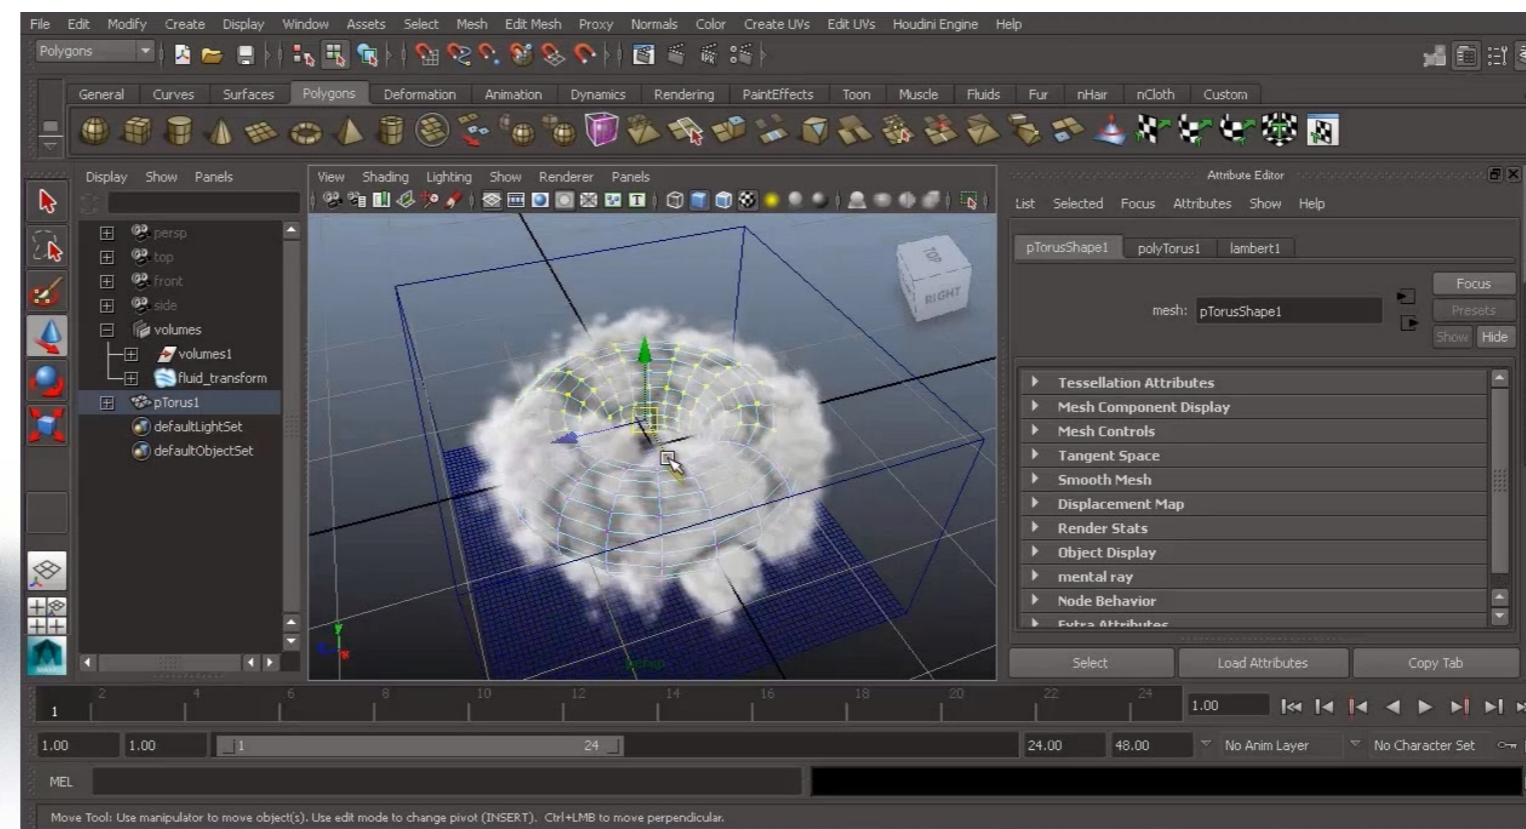 File Edit Modify Create Display Window Assets Select Mesh Edit Mesh Proxy Normals Color Create UVs Edit UVs Houdini Engine Help
Polygons
General Curves Surfaces Polygons Deformation Animation Dynamics Rendering PaintEffects Toon Muscle Fluids Fur nHair nCloth Custom
Display Show Panels
persp
top
front
side
volumes
volumes1
fluid_transform
pTorus1
defaultLightSet
defaultObjectSet
View Shading Lighting Show Renderer Panels
TOP
RIGHT
y
persp
Attribute Editor
List Selected Focus Attributes Show Help
pTorusShape1 polyTorus1 lambert1
Focus
mesh: pTorusShape1
Presets
Show Hide
Tessellation Attributes
Mesh Component Display
Mesh Controls
Tangent Space
Smooth Mesh
Displacement Map
Render Stats
Object Display
mental ray
Node Behavior
Extra Attributes
Select Load Attributes Copy Tab
2 4 6 8 10 12 14 16 18 20 22 24
1 1.00
1.00 1.00 1 24 24.00 48.00 No Anim Layer No Character Set
MEL
Move Tool: Use manipulator to move object(s). Use edit mode to change pivot (INSERT). Ctrl+LMB to move perpendicular.